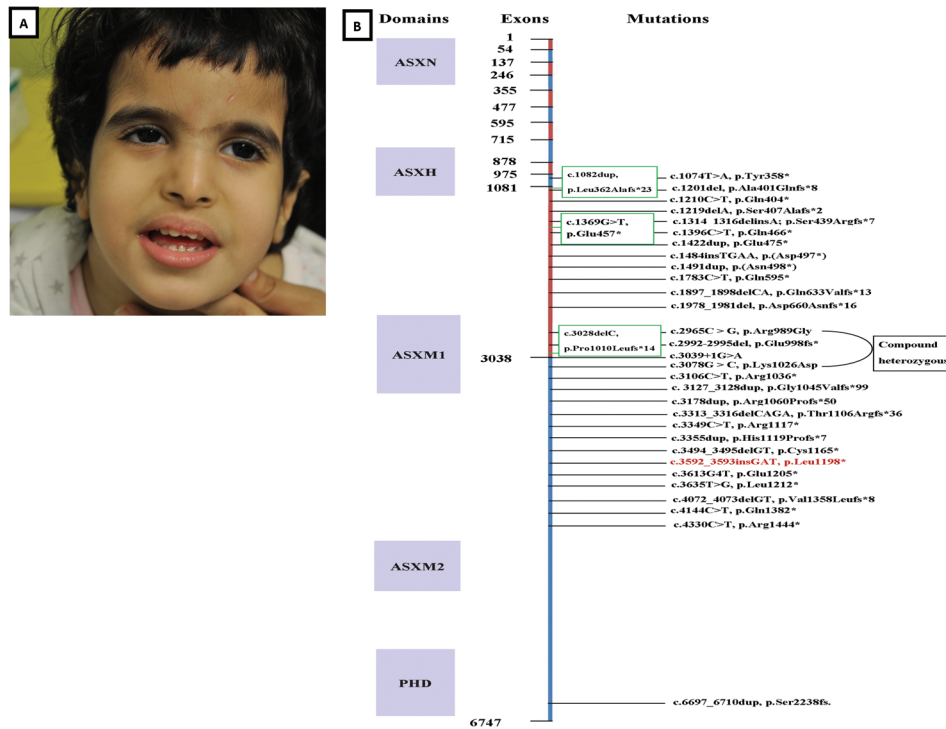 A
B
Domains Exons Mutations
ASXN
ASXH
ASXM1
ASXM2
PHD
1
54
137
246
355
477
595
715
878
975
1081
3038
6747
c.1082dup,
p.Leu362Alafs*23
c.1369G>T,
p.Glu457*
c.3028delC,
p.Pro1010Leufs*14
c.1074T>A, p.Tyr358*
c.1201del, p.Ala401Glnfs*8
c.1210C>T, p.Gln404*
c.1219delA, p.Ser407Alafs*2
c.1314_1316delinsA; p.Ser439Argfs*7
c.1396C>T, p.Gln466*
c.1422dup, p.Glu475*
c.1484insTGAA, p.(Asp497*)
c.1491dup, p.(Asn498*)
c.1783C>T, p.Gln595*
c.1897_1898delCA, p.Gln633Valfs*13
c.1978_1981del, p.Asp660Asnfs*16
c.2965C > G, p.Arg989Gly
c.2992-2995del, p.Glu998fs*
c.3039+1G>A
c.3078G > C, p.Lys1026Asp
Compound
heterozygous
c.3106C>T, p.Arg1036*
c. 3127_3128dup, p.Gly1045Valfs*99
c.3178dup, p.Arg1060Profs*50
c.3313_3316delCAGA, p.Thr1106Argfs*36
c.3349C>T, p.Arg1117*
c.3355dup, p.His1119Profs*7
c.3494_3495delGT, p.Cys1165*
c.3592_3593insGAT, p.Leu1198*
c.3613G4T, p.Glu1205*
c.3635T>G, p.Leu1212*
c.4072_4073delGT, p.Val1358Leufs*8
c.4144C>T, p.Gln1382*
c.4330C>T, p.Arg1444*
c.6697_6710dup, p.Ser2238fs.